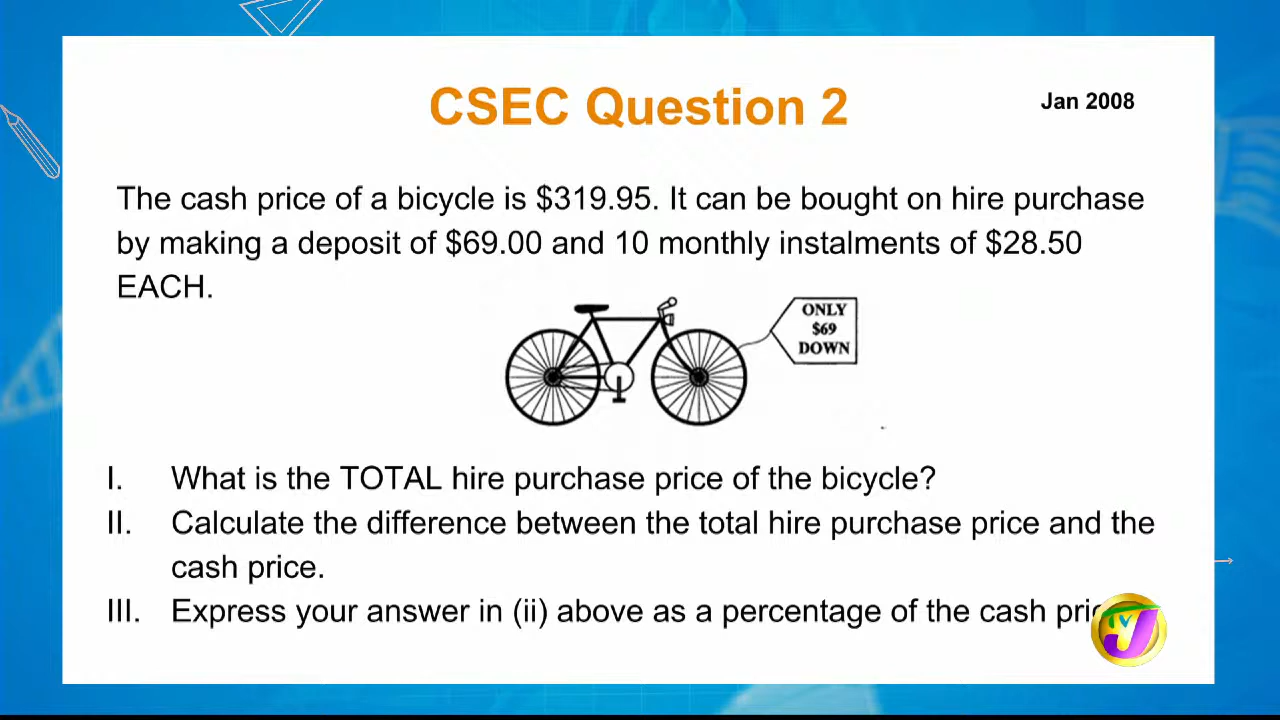 CSEC Question 2
Jan 2008
The cash price of a bicycle is $319.95. It can be bought on hire purchase
by making a deposit of $69.00 and 10 monthly instalments of $28.50
EACH.
ONLY
$69
DOWN
I. What is the TOTAL hire purchase price of the bicycle?
II. Calculate the difference between the total hire purchase price and the
cash price.
III. Express your answer in (ii) above as a percentage of the cash
TVJ